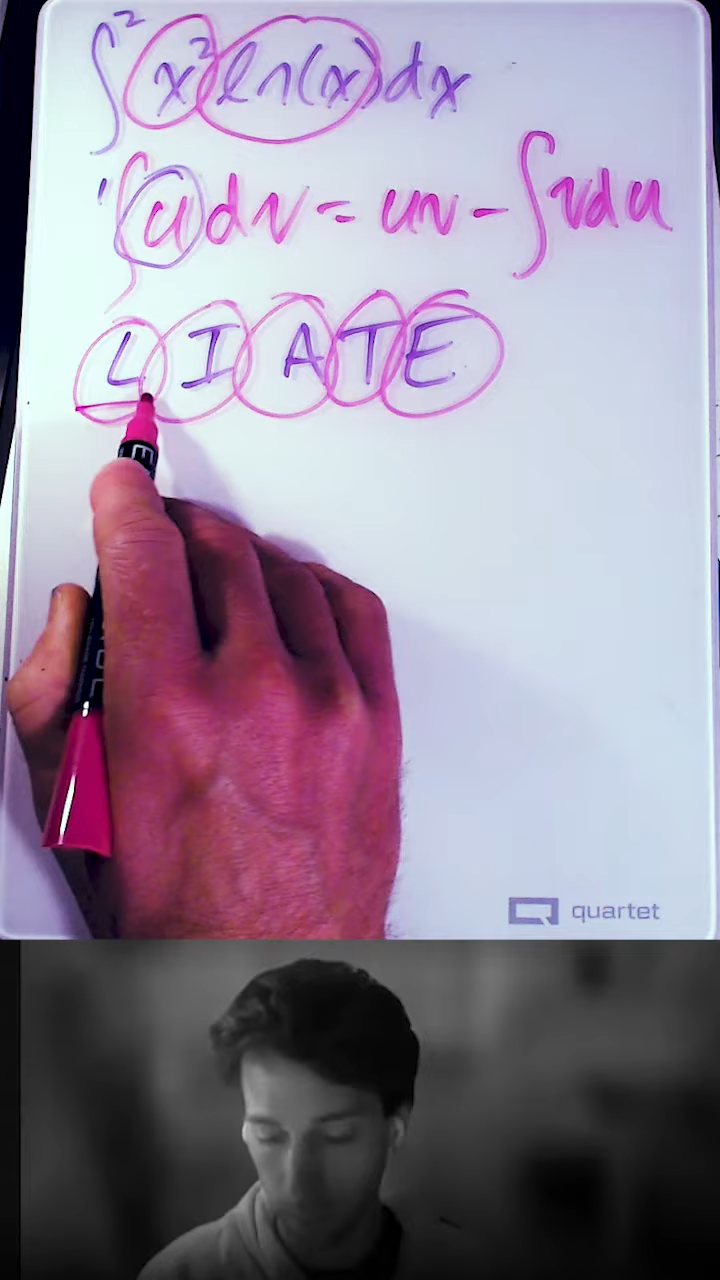 ∫² x² ln(x) dx
'∫ u dv = uv - ∫ v du
L I A T E
quartet